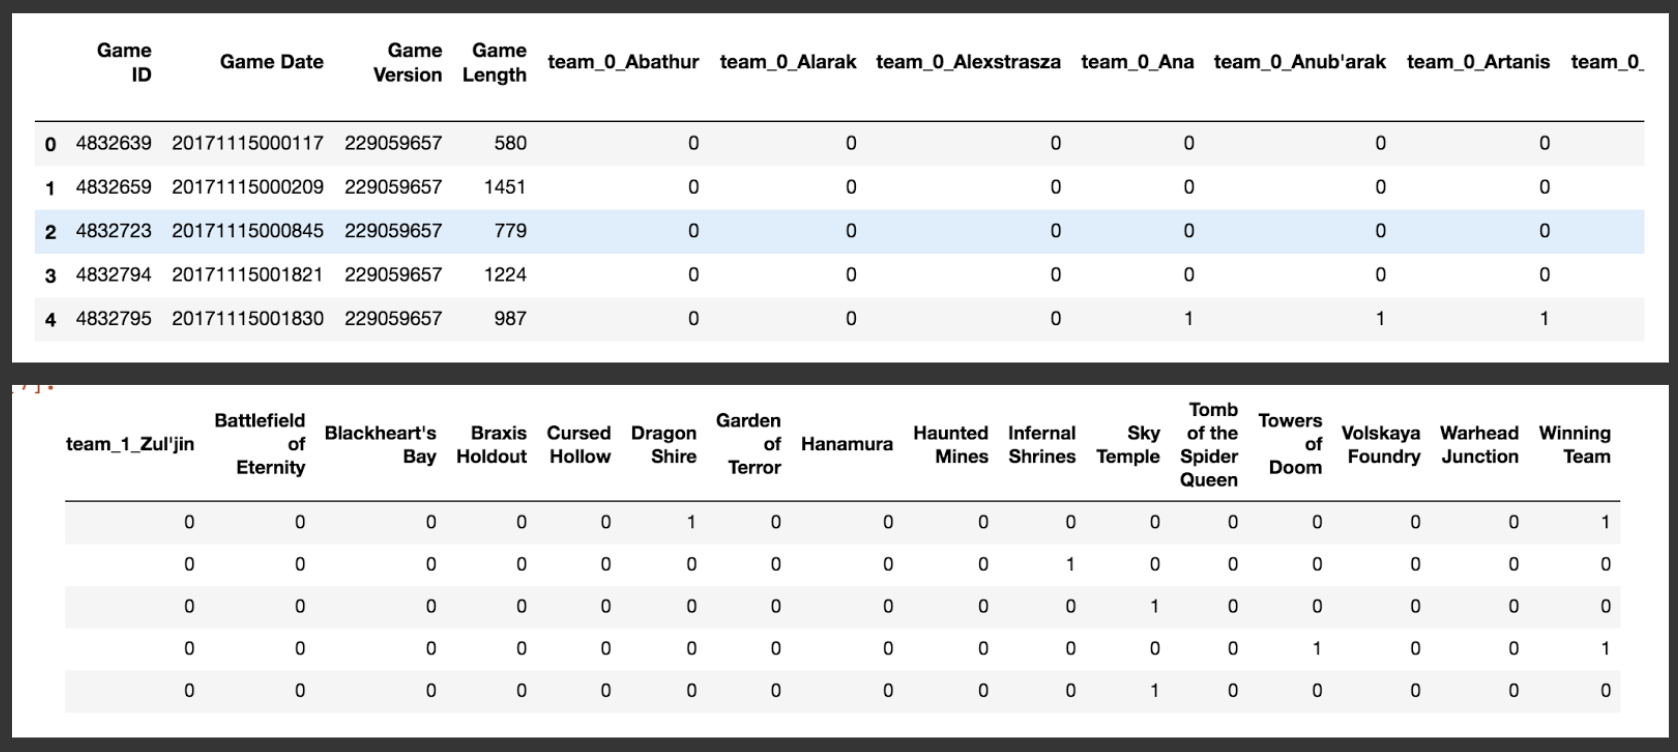 Game ID Game Date Game Version Game Length team_0_Abathur team_0_Alarak team_0_Alexstrasza team_0_Ana team_0_Anub'arak team_0_Artanis team_0_
0 4832639 20171115000117 229059657 580 0 0 0 0 0 0
1 4832659 20171115000209 229059657 1451 0 0 0 0 0 0
2 4832723 20171115000845 229059657 779 0 0 0 0 0 0
3 4832794 20171115001821 229059657 1224 0 0 0 0 0 0
4 4832795 20171115001830 229059657 987 0 0 0 1 1 1
team_1_Zul'jin Battlefield of Eternity Blackheart's Bay Braxis Holdout Cursed Hollow Dragon Shire Garden of Terror Hanamura Haunted Mines Infernal Shrines Sky Temple Tomb of the Spider Queen Towers of Doom Volskaya Foundry Warhead Junction Winning Team
0 0 0 0 0 1 0 0 0 0 0 0 0 0 0 1
0 0 0 0 0 0 0 0 0 1 0 0 0 0 0 0
0 0 0 0 0 0 0 0 0 0 1 0 0 0 0 0
0 0 0 0 0 0 0 0 0 0 0 0 1 0 0 1
0 0 0 0 0 0 0 0 0 0 1 0 0 0 0 0